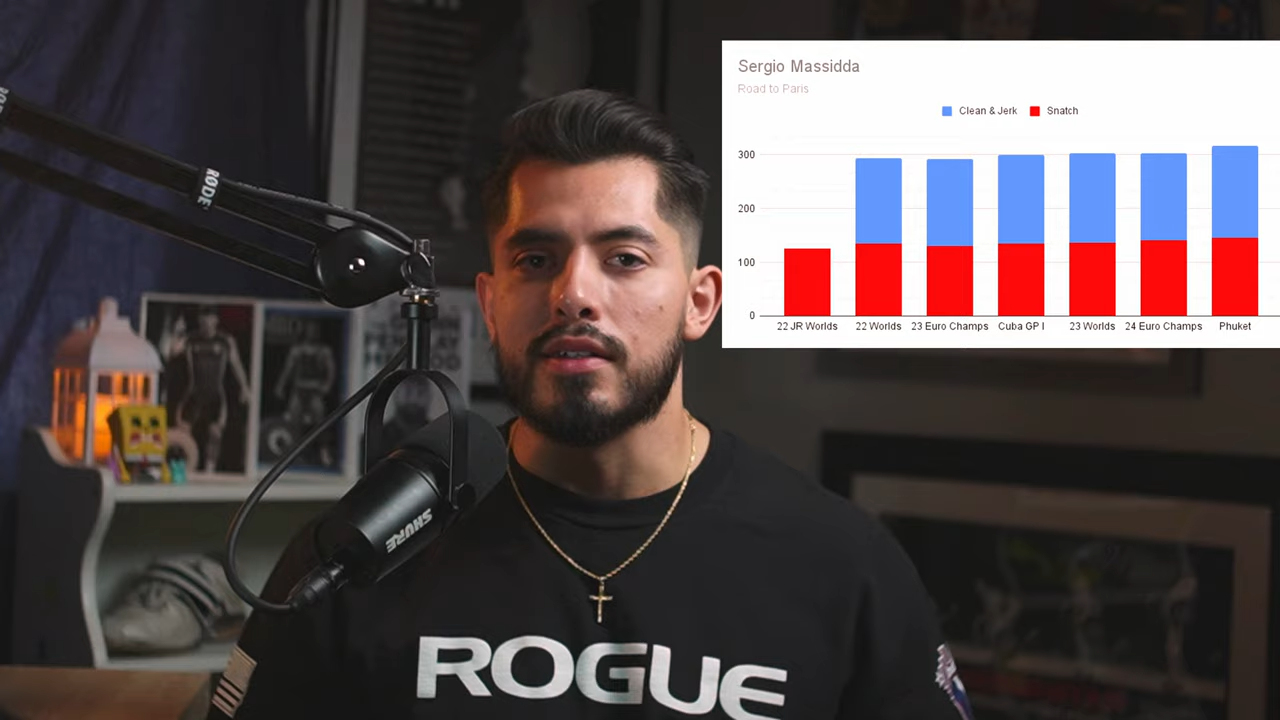 Sergio Massidda
Road to Paris
Clean & Jerk Snatch
300
200
100
0
22 JR Worlds 22 Worlds 23 Euro Champs Cuba GP I 23 Worlds 24 Euro Champs Phuket
RØDE
SHURE
ROGUE